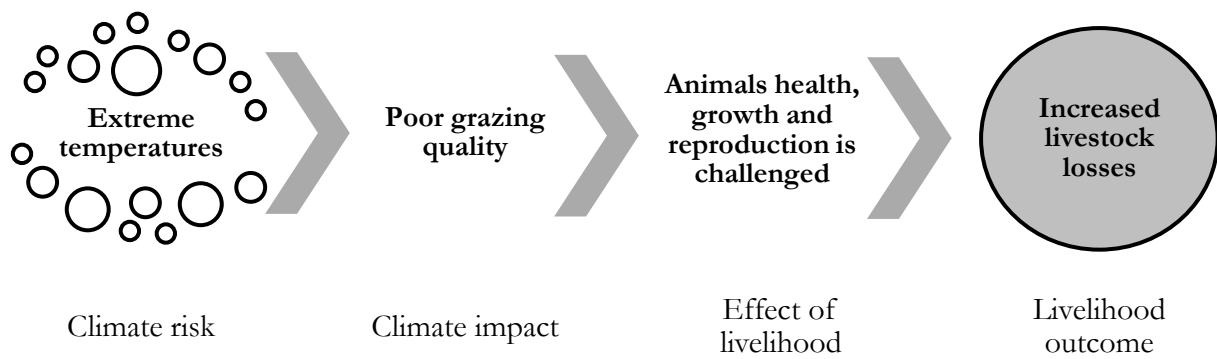 Extreme
temperatures
Poor grazing
quality
Animals health,
growth and
reproduction is
challenged
Increased
livestock
losses
Climate risk
Climate impact
Effect of
livelihood
Livelihood
outcome